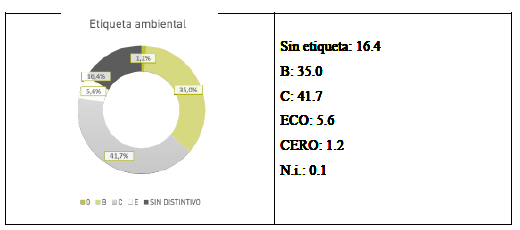 Etiqueta ambiental
1,2%
16,4%
35,0%
5,6%
41,7%
0 B C E SIN DISTINTIVO
Sin etiqueta: 16.4
B: 35.0
C: 41.7
ECO: 5.6
CERO: 1.2
N.i.: 0.1